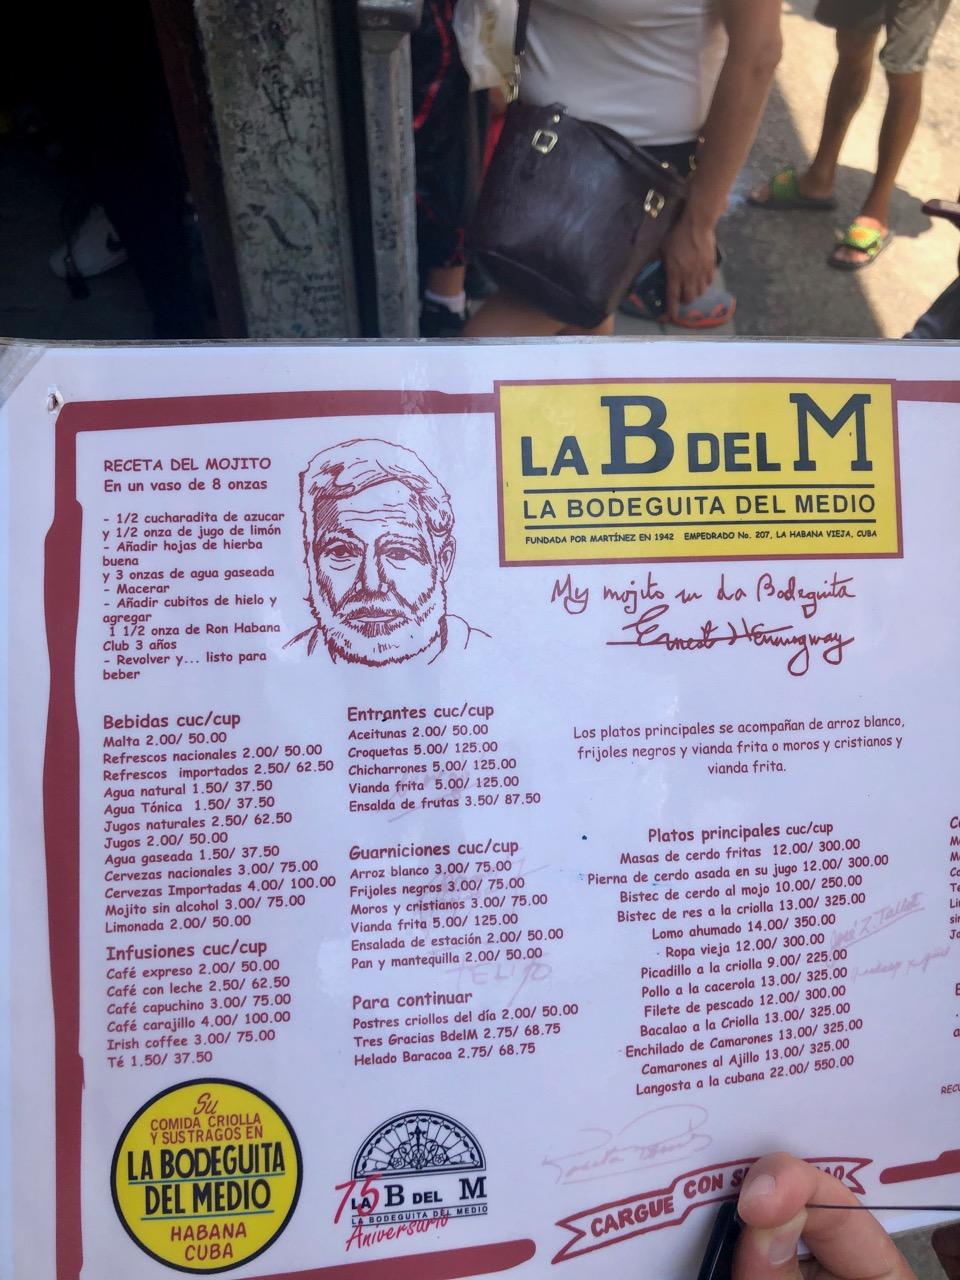 RECETA DEL MOJITO
En un vaso de 8 onzas
- 1/2 cucharadita de azucar
y 1/2 onza de jugo de limón
- Añadir hojas de hierba
buena
y 3 onzas de agua gaseada
- Macerar
- Añadir cubitos de hielo y
agregar
1 1/2 onza de Ron Habana
Club 3 años
- Revolver y... listo para
beber
LA B DEL M
LA BODEGUITA DEL MEDIO
FUNDADA POR MARTÍNEZ EN 1942 EMPEDRADO No. 207, LA HABANA VIEJA, CUBA
My mojito in La Bodeguita
Ernest Hemingway
Bebidas cuc/cup
Malta 2.00/ 50.00
Refrescos nacionales 2.00/ 50.00
Refrescos importados 2.50/ 62.50
Agua natural 1.50/ 37.50
Agua Tónica 1.50/ 37.50
Jugos naturales 2.50/ 62.50
Jugos 2.00/ 50.00
Agua gaseada 1.50/ 37.50
Cervezas nacionales 3.00/ 75.00
Cervezas Importadas 4.00/ 100.00
Mojito sin alcohol 3.00/ 75.00
Limonada 2.00/ 50.00
Infusiones cuc/cup
Café expreso 2.00/ 50.00
Café con leche 2.50/ 62.50
Café capuchino 3.00/ 75.00
Café carajillo 4.00/ 100.00
Irish coffee 3.00/ 75.00
Té 1.50/ 37.50
Entrantes cuc/cup
Aceitunas 2.00/ 50.00
Croquetas 5.00/ 125.00
Chicharrones 5.00/ 125.00
Vianda frita 5.00/ 125.00
Ensalda de frutas 3.50/ 87.50
Guarniciones cuc/cup
Arroz blanco 3.00/ 75.00
Frijoles negros 3.00/ 75.00
Moros y cristianos 3.00/ 75.00
Vianda frita 5.00/ 125.00
Ensalada de estación 2.00/ 50.00
Pan y mantequilla 2.00/ 50.00
Para continuar
Postres criollos del día 2.00/ 50.00
Tres Gracias BdelM 2.75/ 68.75
Helado Baracoa 2.75/ 68.75
Los platos principales se acompañan de arroz blanco,
frijoles negros y vianda frita o moros y cristianos y
vianda frita.
Platos principales cuc/cup
Masas de cerdo fritas 12.00/ 300.00
Pierna de cerdo asada en su jugo 12.00/ 300.00
Bistec de cerdo al mojo 10.00/ 250.00
Bistec de res a la criolla 13.00/ 325.00
Lomo ahumado 14.00/ 350.00
Ropa vieja 12.00/ 300.00
Picadillo a la criolla 9.00/ 225.00
Pollo a la cacerola 13.00/ 325.00
Filete de pescado 12.00/ 300.00
Bacalao a la Criolla 13.00/ 325.00
Enchilado de Camarones 13.00/ 325.00
Camarones al Ajillo 13.00/ 325.00
Langosta a la cubana 22.00/ 550.00
Su
COMIDA CRIOLLA
Y SUS TRAGOS EN
LA BODEGUITA
DEL MEDIO
HABANA
CUBA
75
LA B DEL M
LA BODEGUITA DEL MEDIO
Aniversario
CARGUE CON